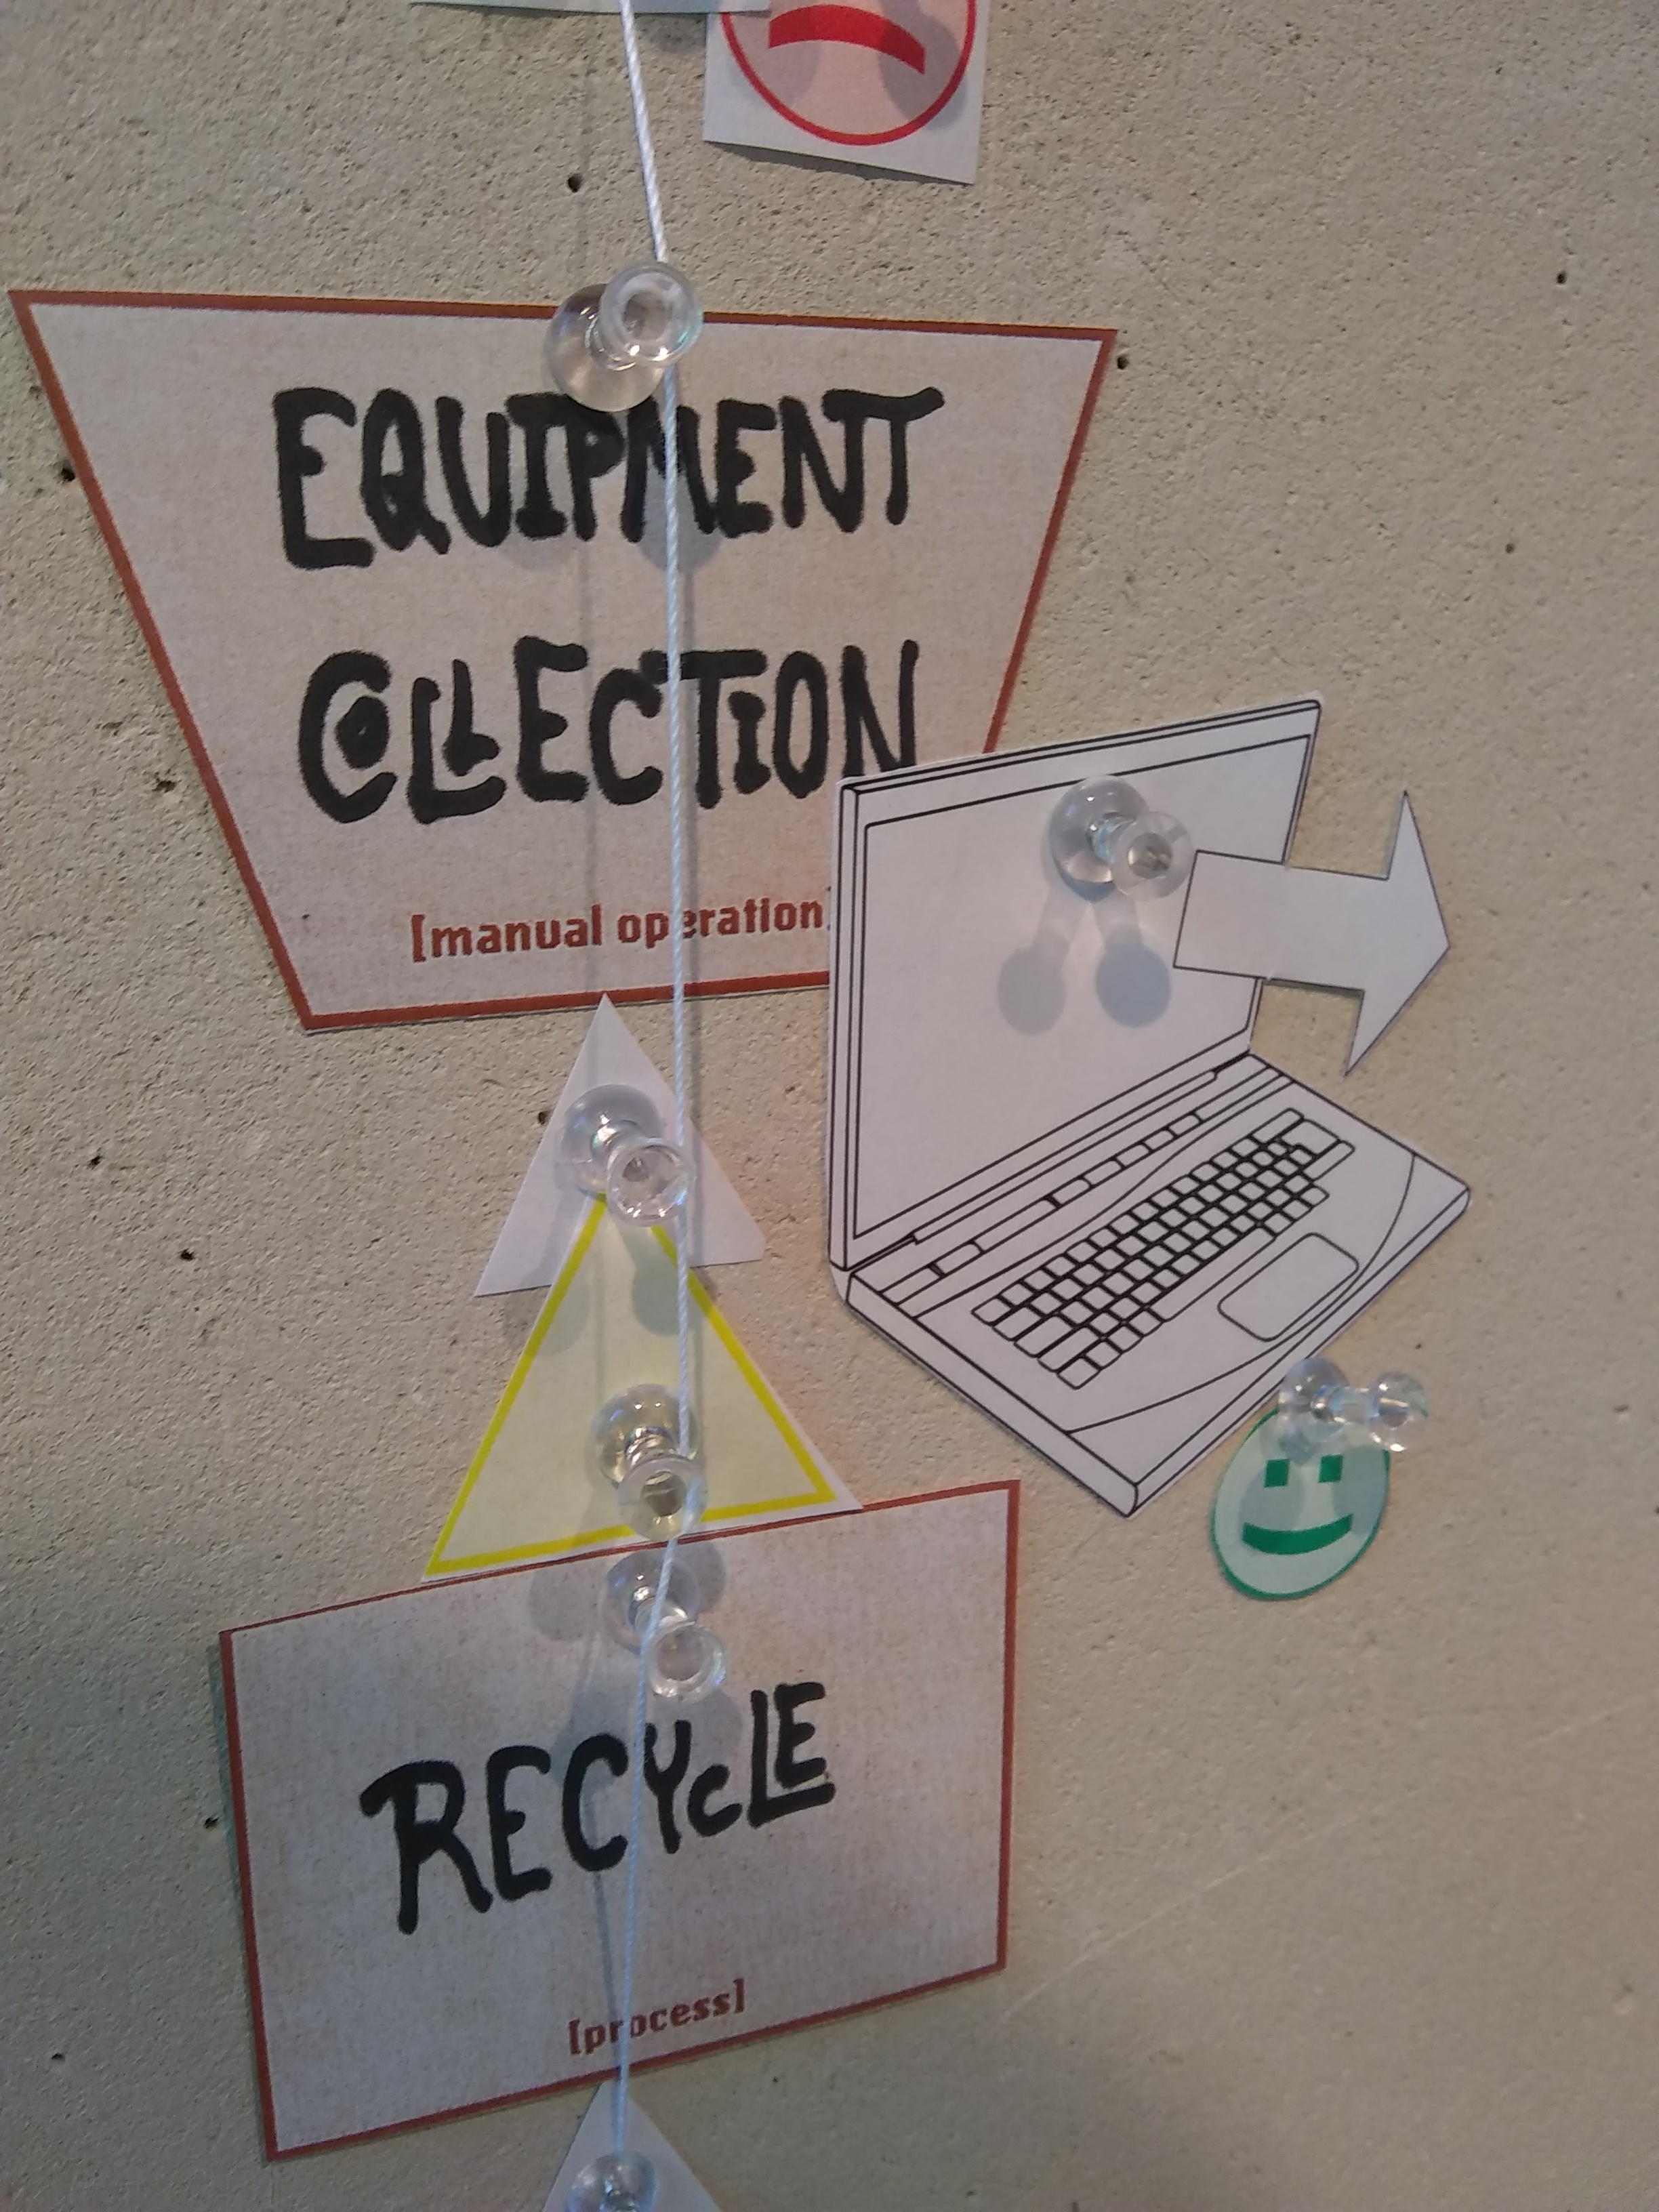 EQUIPMENT
COLLECTION
[manual operation]
RECYCLE
[process]